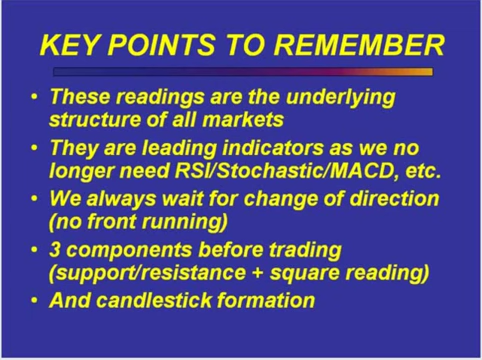 KEY POINTS TO REMEMBER
• These readings are the underlying
structure of all markets
• They are leading indicators as we no
longer need RSI/Stochastic/MACD, etc.
• We always wait for change of direction
(no front running)
• 3 components before trading
(support/resistance + square reading)
• And candlestick formation